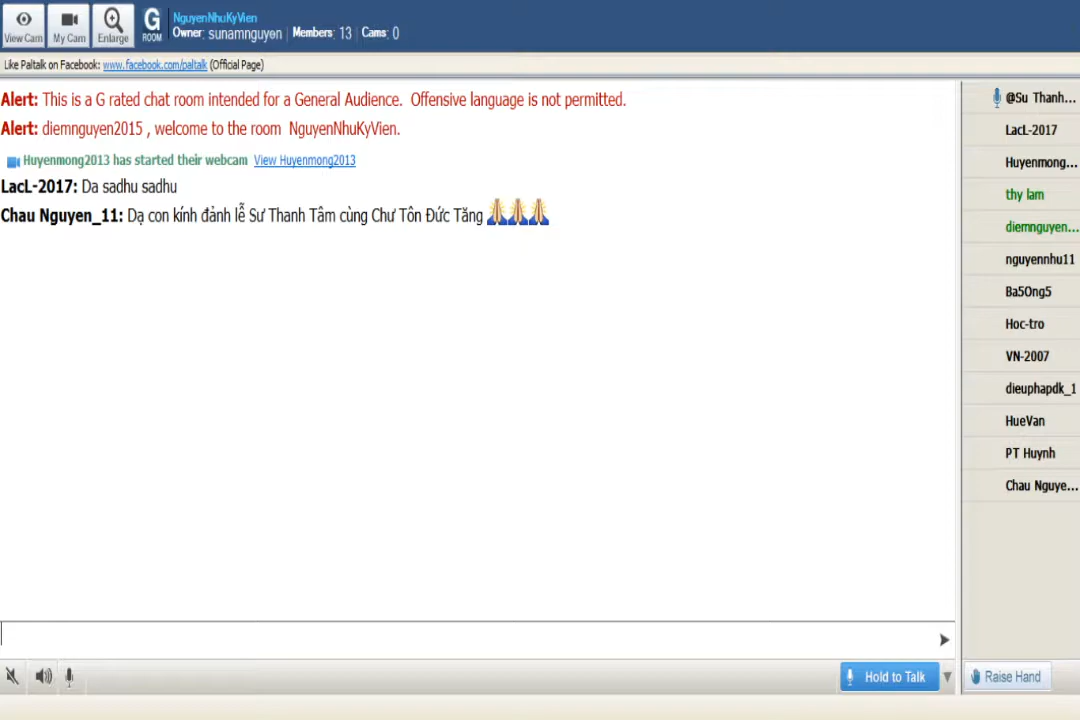 View Cam
My Cam
Enlarge
G
ROOM
NguyenNhuKyVien
Owner: sunamnguyen | Members: 13 | Cams: 0
Like Paltalk on Facebook: www.facebook.com/paltalk (Official Page)
Alert: This is a G rated chat room intended for a General Audience. Offensive language is not permitted.
Alert: diemnguyen2015 , welcome to the room NguyenNhuKyVien.
Huyenmong2013 has started their webcam View Huyenmong2013
LacL-2017: Da sadhu sadhu
Chau Nguyen_11: Dạ con kính đảnh lễ Sư Thanh Tâm cùng Chư Tôn Đức Tăng
@Su Thanh...
LacL-2017
Huyenmong...
thy lam
diemnguyen...
nguyennhu11
Ba5Ong5
Hoc-tro
VN-2007
dieuphapdk_1
HueVan
PT Huynh
Chau Nguye...
Hold to Talk
Raise Hand